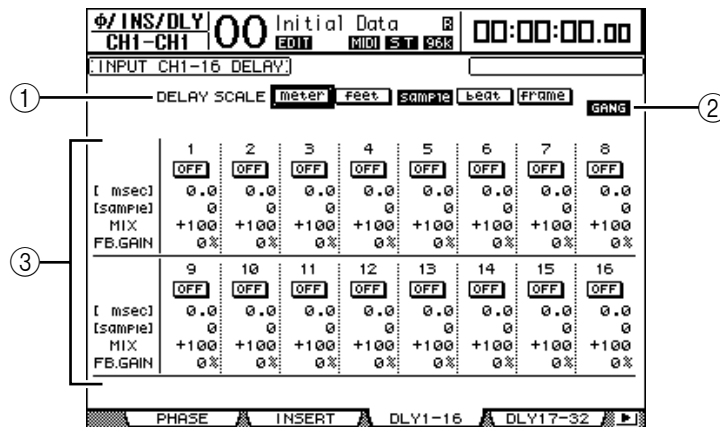 Φ/INS/DLY 00 Initial Data R 00:00:00.00
CH1-CH1 EDIT MIDI ST 96K
INPUT CH1-16 DELAY
① DELAY SCALE meter feet sample beat frame
GANG ②
③
1 2 3 4 5 6 7 8
OFF OFF OFF OFF OFF OFF OFF OFF
[ msec] 0.0 0.0 0.0 0.0 0.0 0.0 0.0 0.0
[sample] 0 0 0 0 0 0 0 0
MIX +100 +100 +100 +100 +100 +100 +100 +100
FB.GAIN 0% 0% 0% 0% 0% 0% 0% 0%
9 10 11 12 13 14 15 16
OFF OFF OFF OFF OFF OFF OFF OFF
[ msec] 0.0 0.0 0.0 0.0 0.0 0.0 0.0 0.0
[sample] 0 0 0 0 0 0 0 0
MIX +100 +100 +100 +100 +100 +100 +100 +100
FB.GAIN 0% 0% 0% 0% 0% 0% 0% 0%
PHASE INSERT DLY1-16 DLY17-32